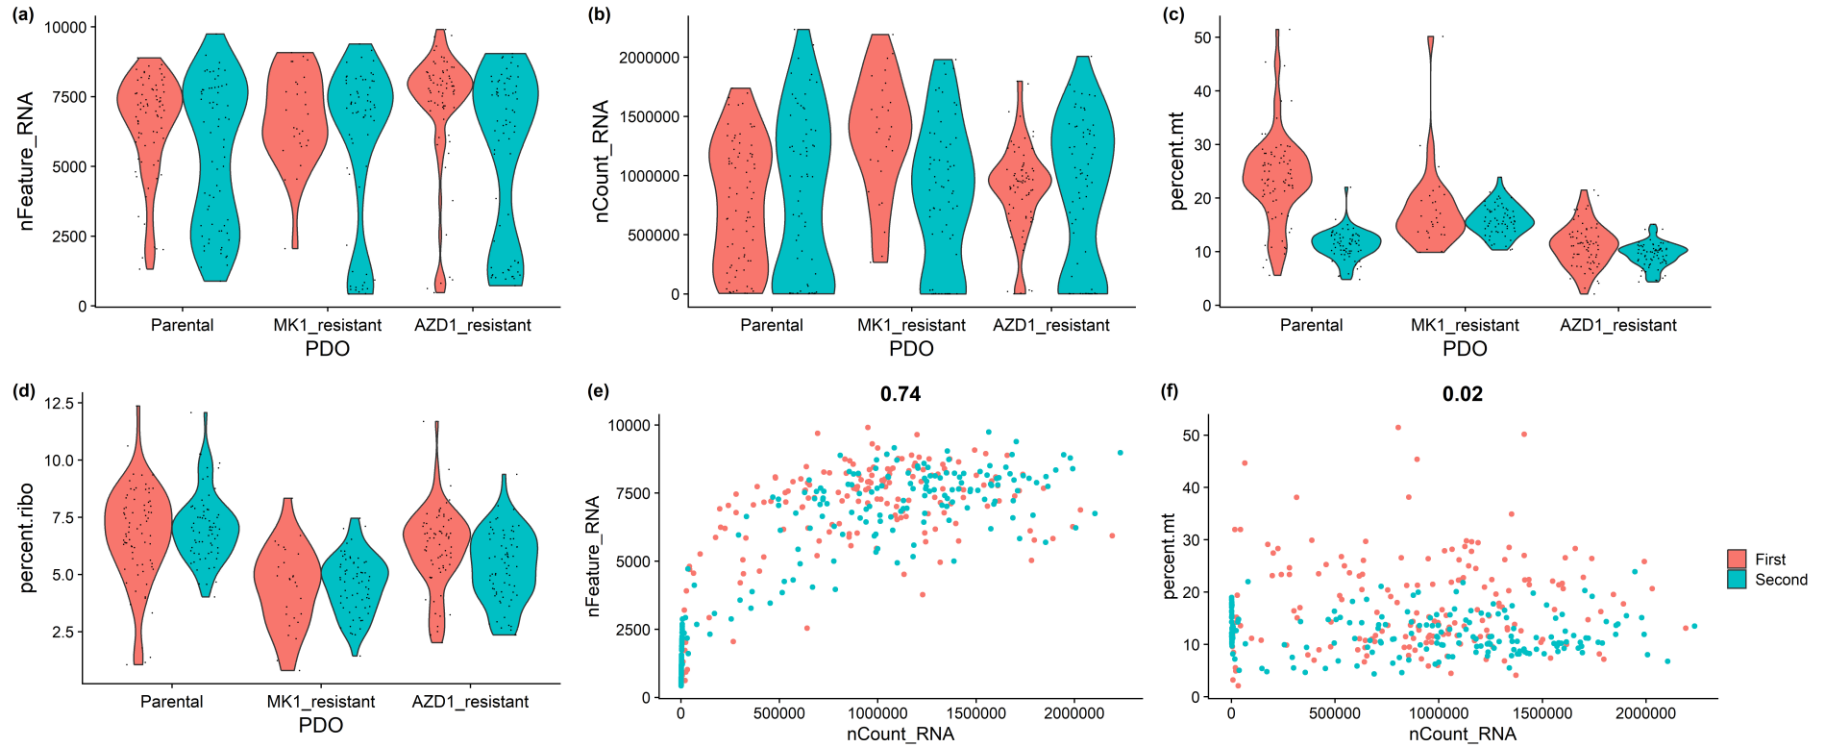 (a)
nFeature_RNA
10000
7500
5000
2500
0
Parental
MK1_resistant
AZD1_resistant
PDO
(b)
nCount_RNA
2000000
1500000
1000000
500000
0
Parental
MK1_resistant
AZD1_resistant
PDO
(c)
percent.mt
50
40
30
20
10
0
Parental
MK1_resistant
AZD1_resistant
PDO
(d)
percent.ribo
12.5
10.0
7.5
5.0
2.5
Parental
MK1_resistant
AZD1_resistant
PDO
(e)
0.74
nFeature_RNA
10000
7500
5000
2500
0
0
500000
1000000
1500000
2000000
nCount_RNA
(f)
0.02
percent.mt
50
40
30
20
10
0
0
500000
1000000
1500000
2000000
nCount_RNA
First
Second